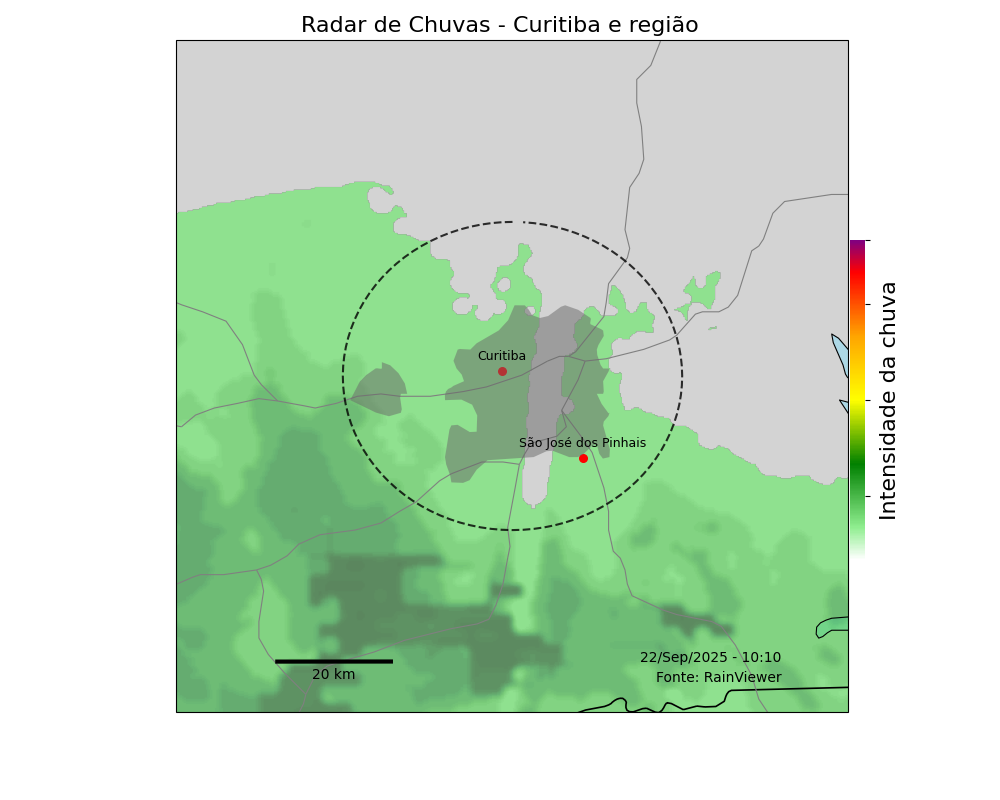 Radar de Chuvas - Curitiba e região
Curitiba
São José dos Pinhais
Intensidade da chuva
22/Sep/2025 - 10:10
Fonte: RainViewer
20 km